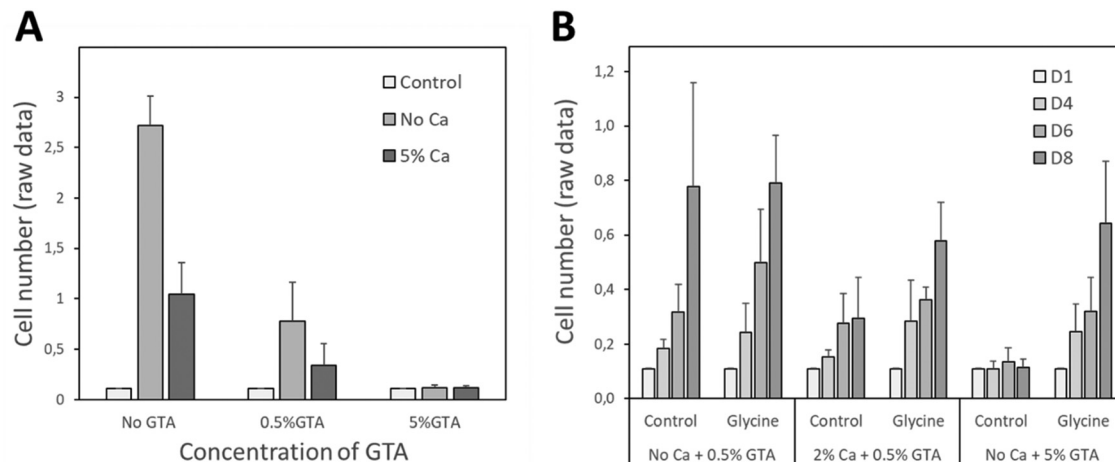 A
Cell number (raw data)
3
2,5
2
1,5
1
0,5
0
Control
No Ca
5% Ca
No GTA
0.5%GTA
5%GTA
Concentration of GTA
B
Cell number (raw data)
1,2
1,0
0,8
0,6
0,4
0,2
0,0
D1
D4
D6
D8
Control Glycine Control Glycine Control Glycine
No Ca + 0.5% GTA 2% Ca + 0.5% GTA No Ca + 5% GTA